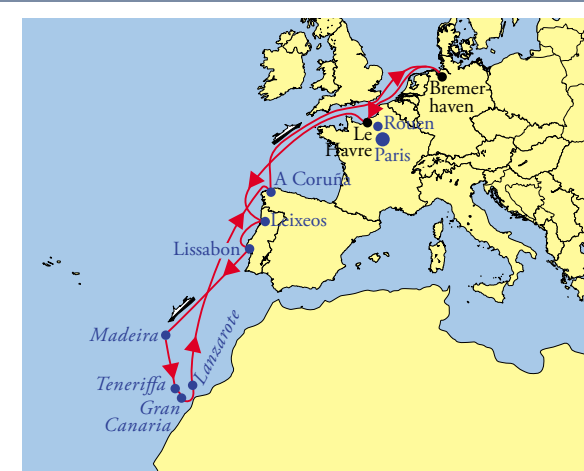 Bremer-
haven
Rouen
Le
Havre
Paris
A Coruña
Leixeos
Lissabon
Madeira
Lanzarote
Teneriffa
Gran
Canaria